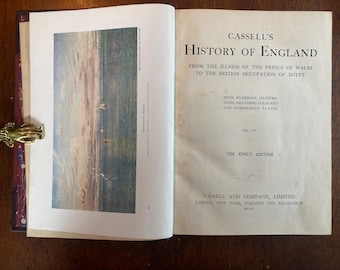 CASSELL'S
HISTORY OF ENGLAND
FROM THE ILLNESS OF THE PRINCE OF WALES
TO THE BRITISH OCCUPATION OF EGYPT
WITH NUMEROUS ILLUSTRA-
TIONS, INCLUDING COLOURED
AND REMBRANDT PLATES
VOL.
THE KING'S EDITION
CASSELL AND COMPANY, LIMITED
LONDON, NEW YORK, TORONTO AND MELBOURNE